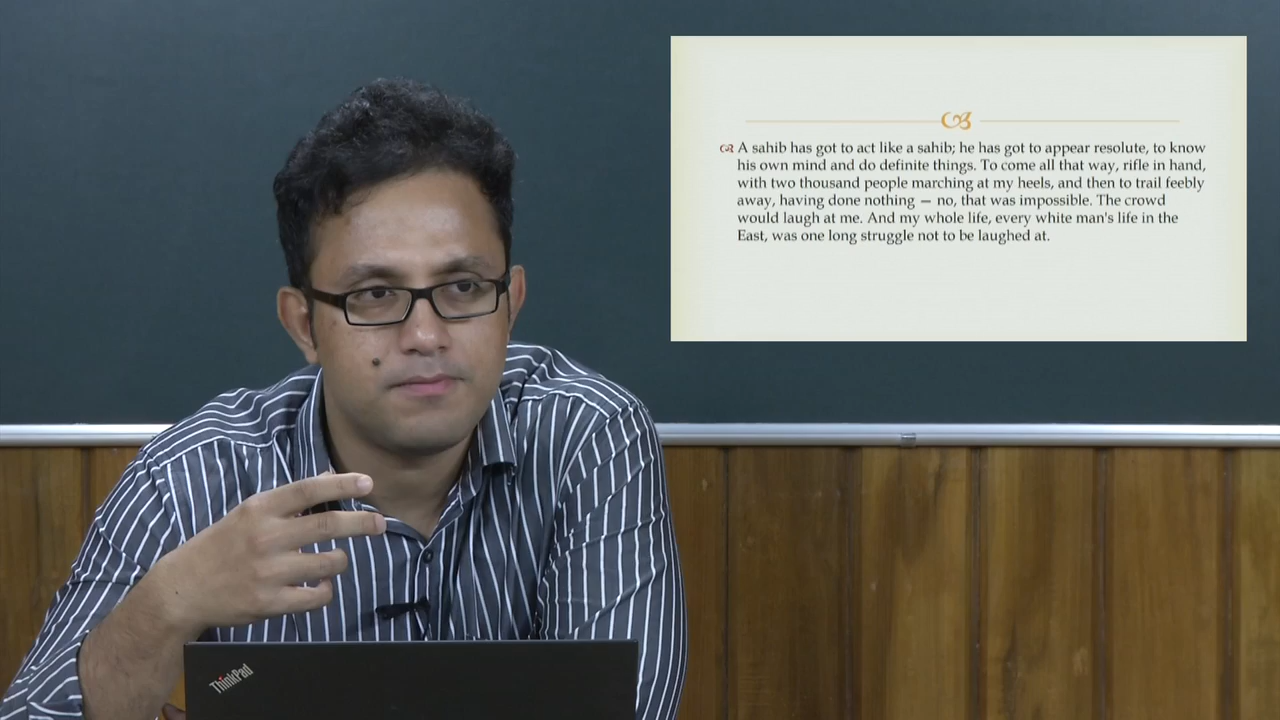 A sahib has got to act like a sahib; he has got to appear resolute, to know
his own mind and do definite things. To come all that way, rifle in hand,
with two thousand people marching at my heels, and then to trail feebly
away, having done nothing — no, that was impossible. The crowd
would laugh at me. And my whole life, every white man's life in the
East, was one long struggle not to be laughed at.
ThinkPad